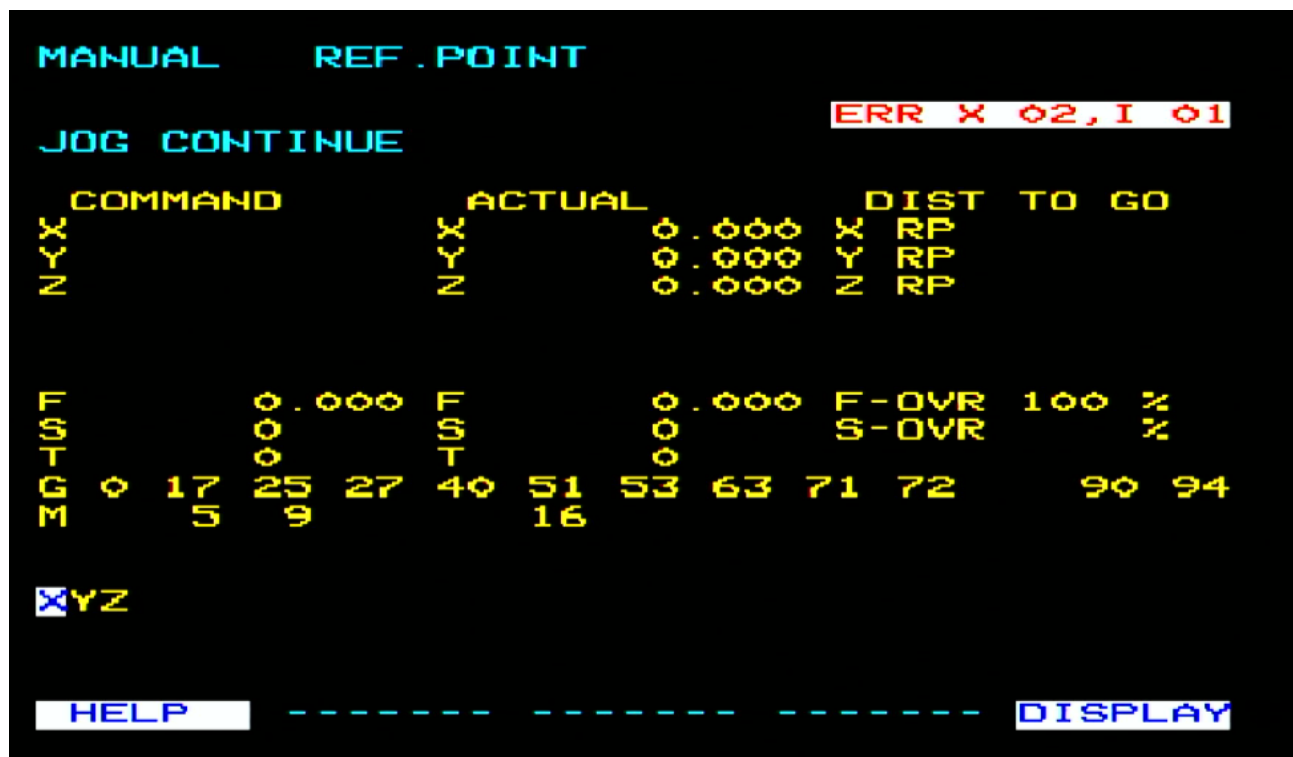 MANUAL REF.POINT
ERR X 02,I 01
JOG CONTINUE
COMMAND ACTUAL DIST TO GO
X X 0.000 X RP
Y Y 0.000 Y RP
Z Z 0.000 Z RP
F 0.000 F 0.000 F-OVR 100 %
S 0 S 0 S-OVR %
T 0 T 0
G 0 17 25 27 40 51 53 63 71 72 90 94
M 5 9 16
XYZ
HELP ------- ------- ------- DISPLAY